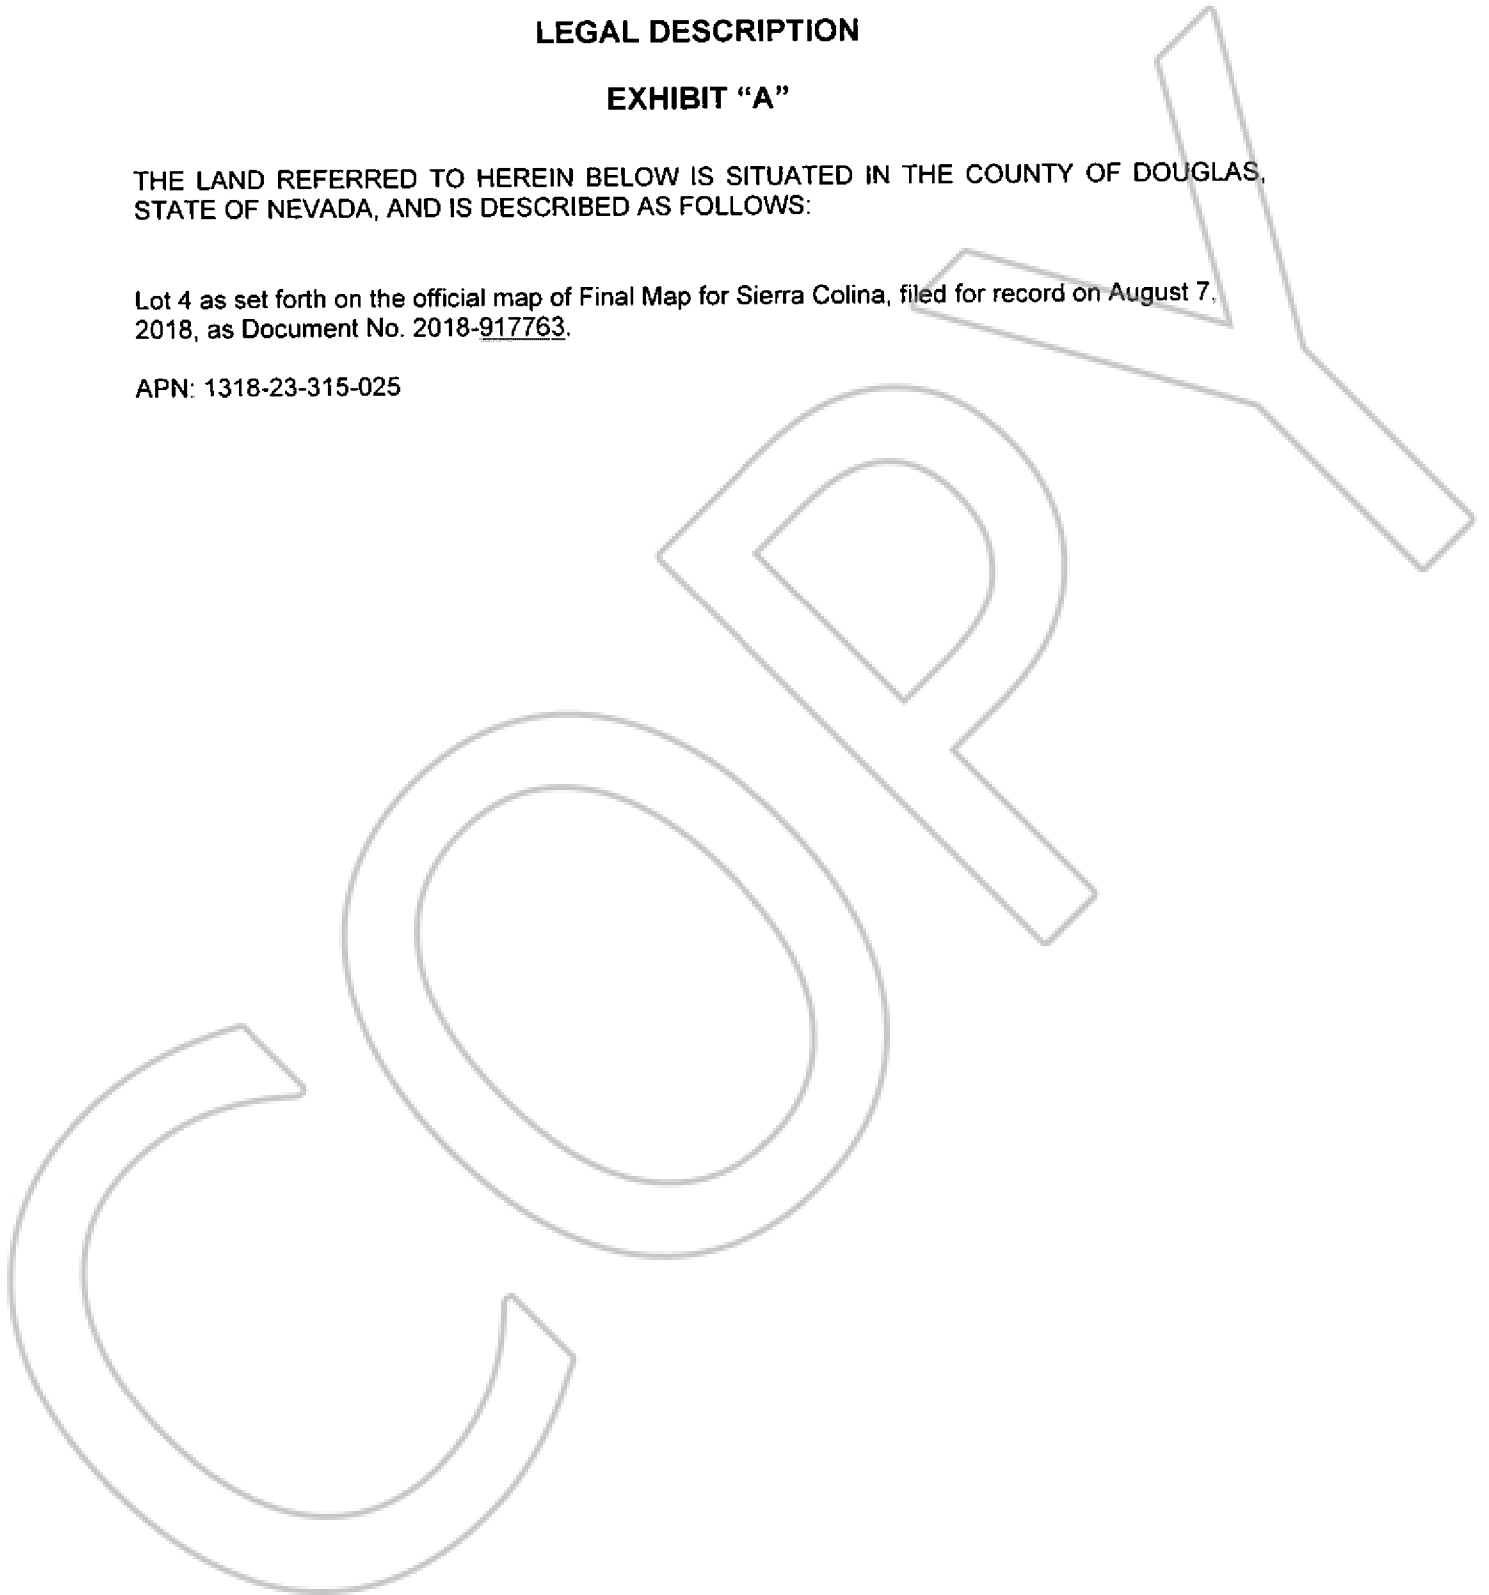 LEGAL DESCRIPTION
EXHIBIT “A”
THE LAND REFERRED TO HEREIN BELOW IS SITUATED IN THE COUNTY OF DOUGLAS,
STATE OF NEVADA, AND IS DESCRIBED AS FOLLOWS:
Lot 4 as set forth on the official map of Final Map for Sierra Colina, filed for record on August 7,
2018, as Document No. 2018-917763.
APN: 1318-23-315-025
COPY